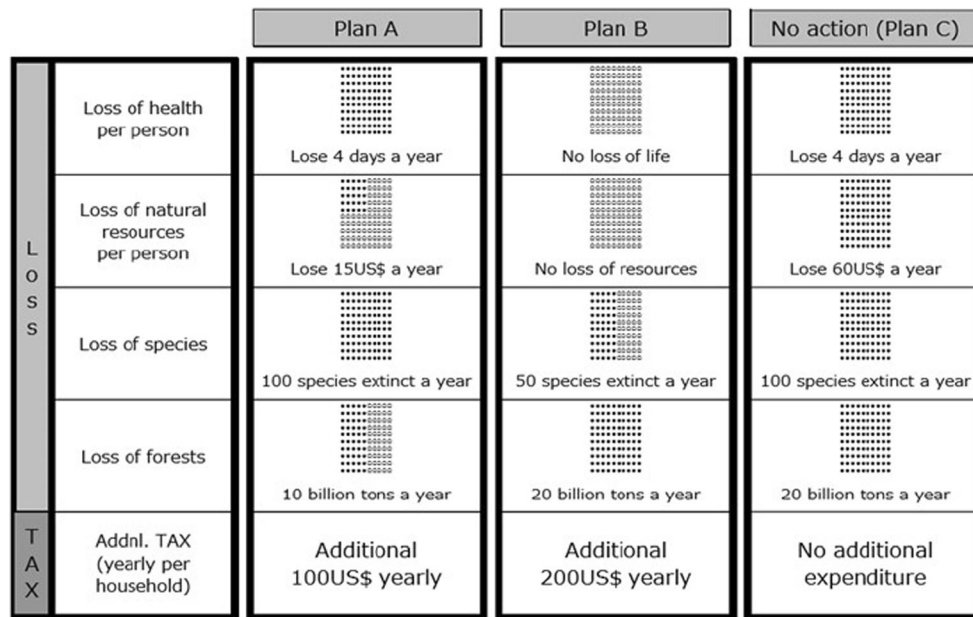 Plan A
Plan B
No action (Plan C)
Loss
Loss of health
per person
Lose 4 days a year
No loss of life
Lose 4 days a year
Loss of natural
resources
per person
Lose 15US$ a year
No loss of resources
Lose 60US$ a year
Loss of species
100 species extinct a year
50 species extinct a year
100 species extinct a year
Loss of forests
10 billion tons a year
20 billion tons a year
20 billion tons a year
TAX
Addnl. TAX
(yearly per
household)
Additional
100US$ yearly
Additional
200US$ yearly
No additional
expenditure